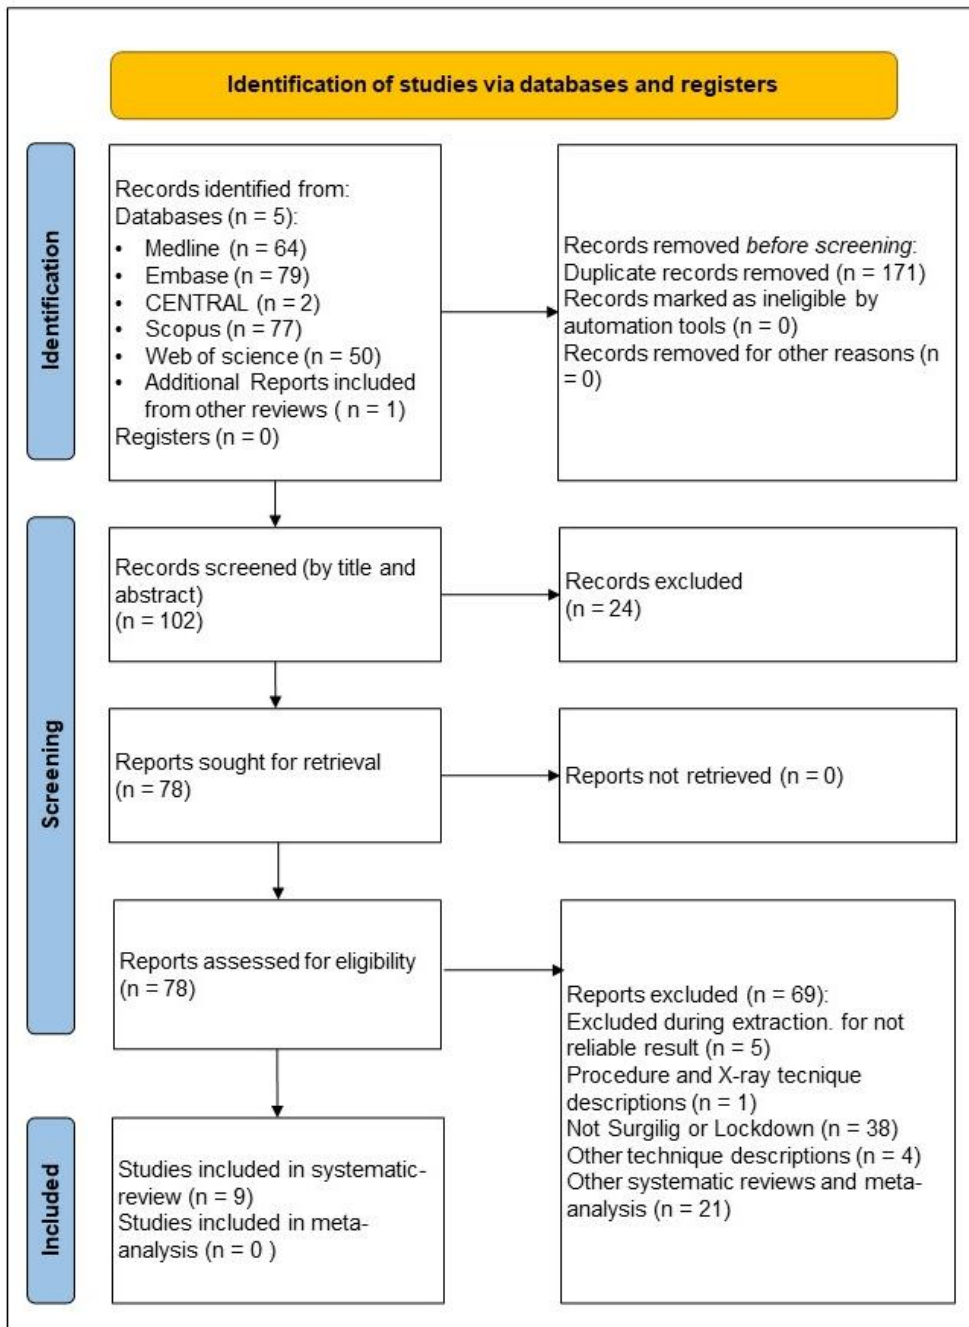 Identification of studies via databases and registers
Identification
Records identified from:
Databases (n = 5):
• Medline (n = 64)
• Embase (n = 79)
• CENTRAL (n = 2)
• Scopus (n = 77)
• Web of science (n = 50)
• Additional Reports included
from other reviews ( n = 1)
Registers (n = 0)
Records removed before screening:
Duplicate records removed (n = 171)
Records marked as ineligible by
automation tools (n = 0)
Records removed for other reasons (n
= 0)
Screening
Records screened (by title and
abstract)
(n = 102)
Records excluded
(n = 24)
Reports sought for retrieval
(n = 78)
Reports not retrieved (n = 0)
Reports assessed for eligibility
(n = 78)
Reports excluded (n = 69):
Excluded during extraction. for not
reliable result (n = 5)
Procedure and X-ray tecnique
descriptions (n = 1)
Not Surgilig or Lockdown (n = 38)
Other technique descriptions (n = 4)
Other systematic reviews and meta-
analysis (n = 21)
Included
Studies included in systematic-
review (n = 9)
Studies included in meta-
analysis (n = 0 )